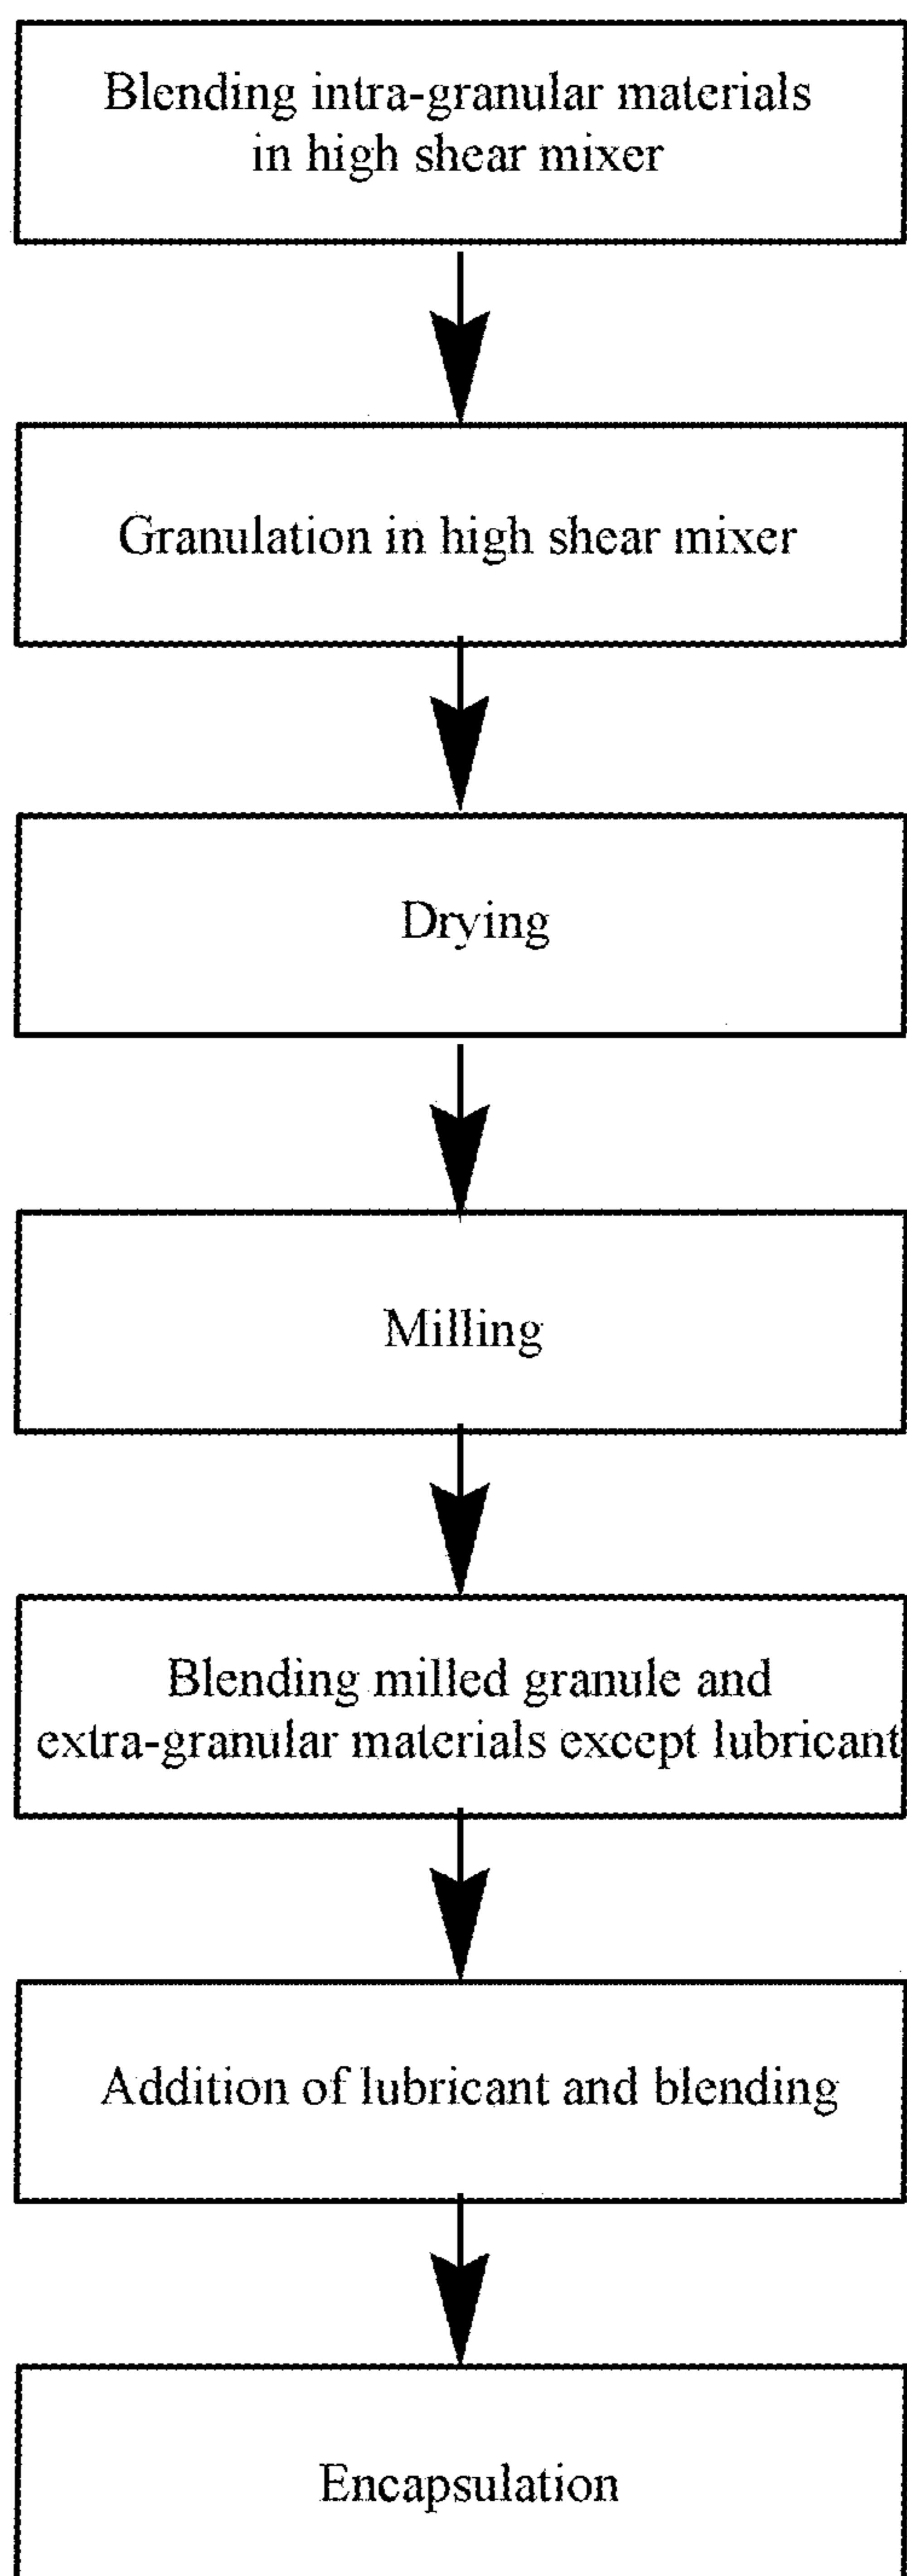 Blending intra-granular materials
in high shear mixer
Granulation in high shear mixer
Drying
Milling
Blending milled granule and
extra-granular materials except lubricant
Addition of lubricant and blending
Encapsulation